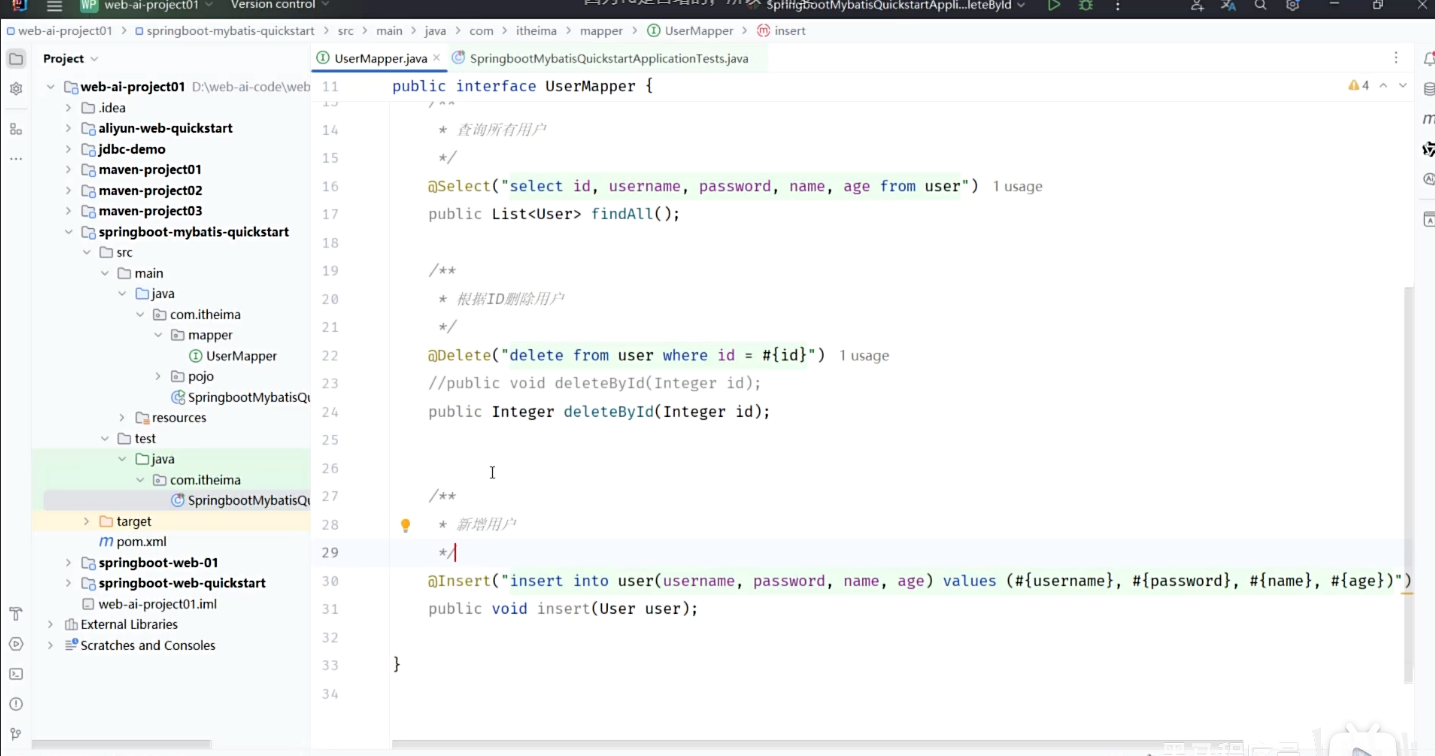 WP web-ai-project01 Version control
SpringbootMybatisQuickstartAppli...leteById
web-ai-project01 > springboot-mybatis-quickstart > src > main > java > com > itheima > mapper > UserMapper > insert
Project
UserMapper.java
SpringbootMybatisQuickstartApplicationTests.java
web-ai-project01 D:\web-ai-code\web
.idea
aliyun-web-quickstart
jdbc-demo
maven-project01
maven-project02
maven-project03
springboot-mybatis-quickstart
src
main
java
com.itheima
mapper
UserMapper
pojo
SpringbootMybatisQu
resources
test
java
com.itheima
SpringbootMybatisQu
target
pom.xml
springboot-web-01
springboot-web-quickstart
web-ai-project01.iml
External Libraries
Scratches and Consoles
11 public interface UserMapper {
4
13 /**
14 * 查询所有用户
15 */
16 @Select("select id, username, password, name, age from user") 1 usage
17 public List<User> findAll();
18
19 /**
20 * 根据ID删除用户
21 */
22 @Delete("delete from user where id = #{id}") 1 usage
23 //public void deleteById(Integer id);
24 public Integer deleteById(Integer id);
25
26
27 /**
28 * 新增用户
29 */
30 @Insert("insert into user(username, password, name, age) values (#{username}, #{password}, #{name}, #{age})")
31 public void insert(User user);
32
33 }
34